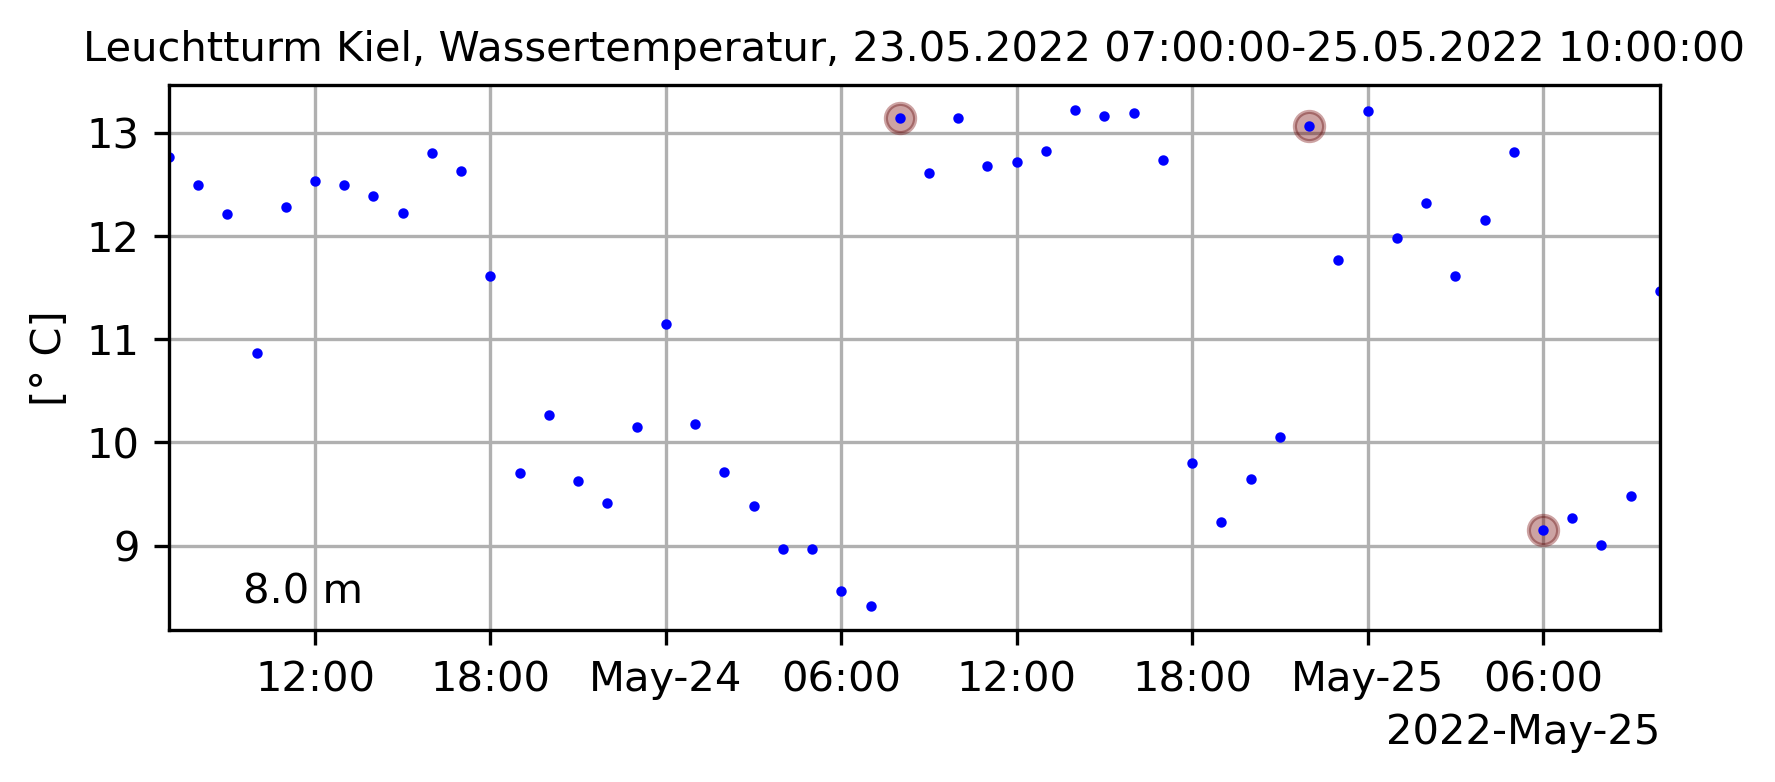 Leuchtturm Kiel, Wassertemperatur, 23.05.2022 07:00:00-25.05.2022 10:00:00
13
12
11
10
9
[° C]
8.0 m
12:00 18:00 May-24 06:00 12:00 18:00 May-25 06:00
2022-May-25